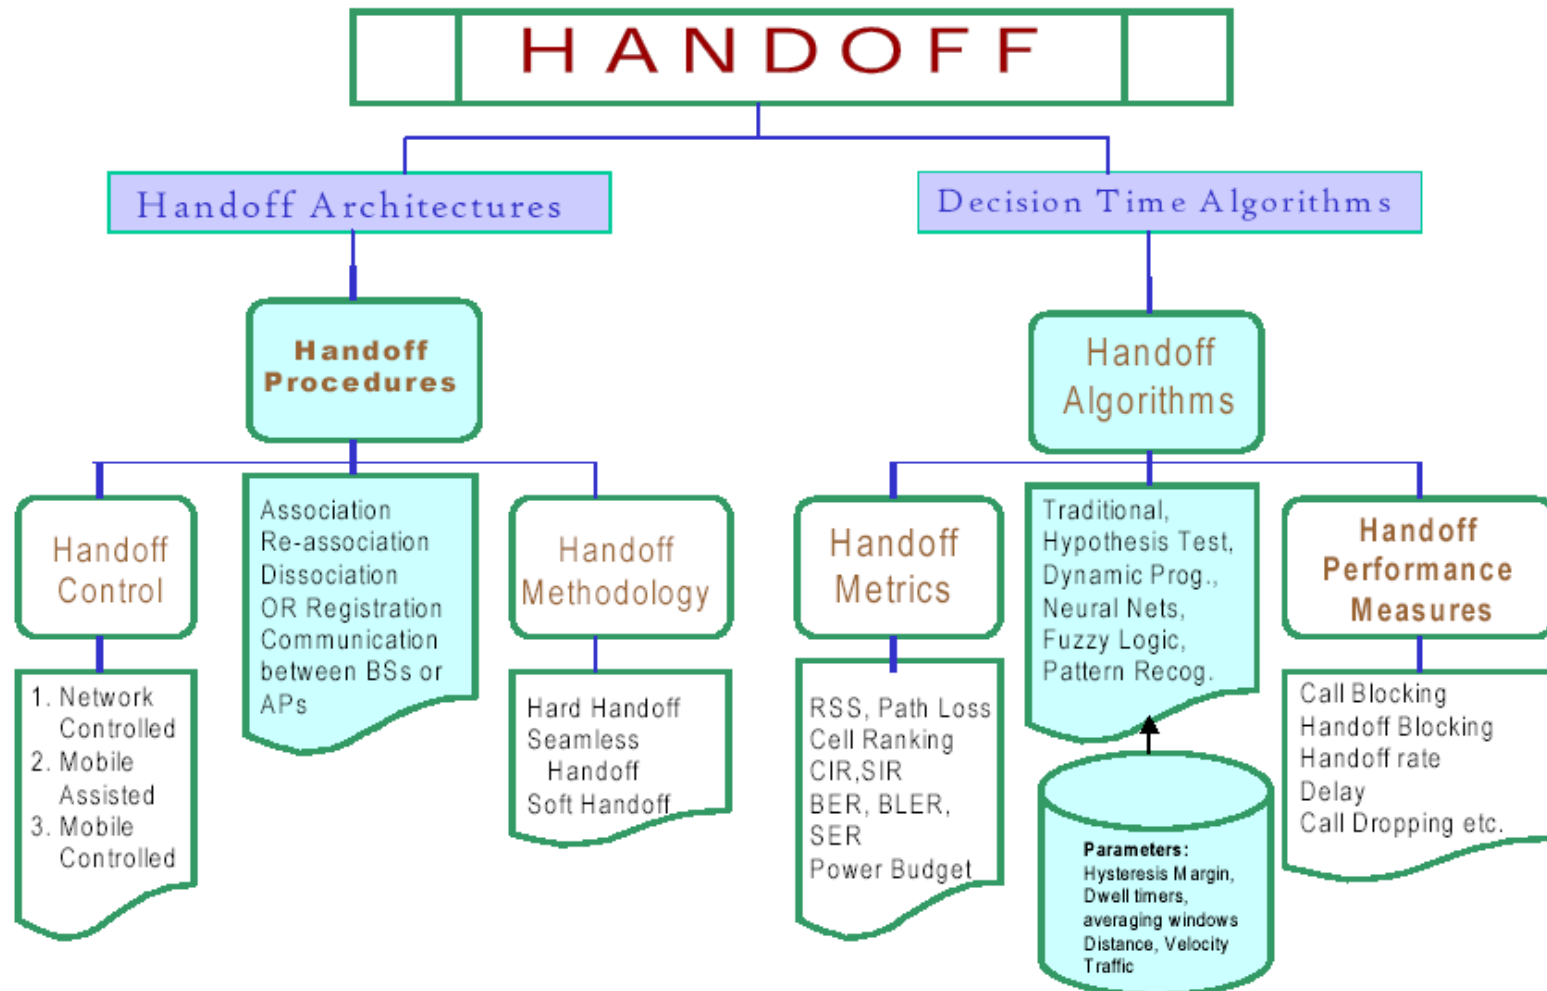 HANDOFF
Handoff Architectures
Decision Time Algorithms
Handoff
Procedures
Handoff
Algorithms
Handoff
Control
Association
Re-association
Dissociation
OR Registration
Communication
between BSs or
APs
Handoff
Methodology
Handoff
Metrics
Traditional,
Hypothesis Test,
Dynamic Prog.,
Neural Nets,
Fuzzy Logic,
Pattern Recog.
Handoff
Performance
Measures
1. Network
Controlled
2. Mobile
Assisted
3. Mobile
Controlled
Hard Handoff
Seamless
Handoff
Soft Handoff
RSS, Path Loss
Cell Ranking
CIR,SIR
BER, BLER,
SER
Power Budget
Parameters:
Hysteresis Margin,
Dwell timers,
averaging windows
Distance, Velocity
Traffic
Call Blocking
Handoff Blocking
Handoff rate
Delay
Call Dropping etc.